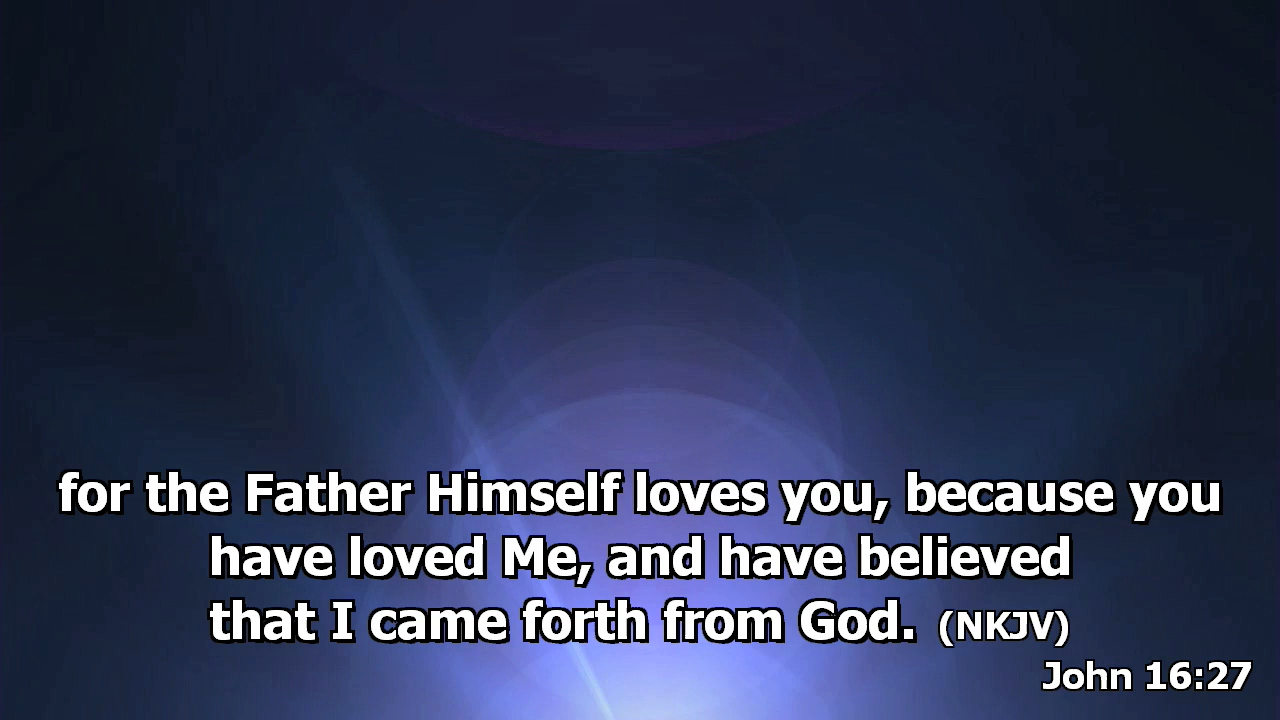 for the Father Himself loves you, because you
have loved Me, and have believed
that I came forth from God. (NKJV)
John 16:27